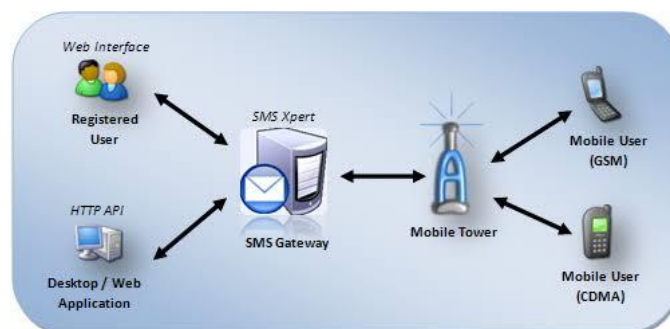 Web Interface
Registered
User
SMS Xpert
SMS Gateway
HTTP API
Desktop / Web
Application
Mobile Tower
Mobile User
(GSM)
Mobile User
(CDMA)